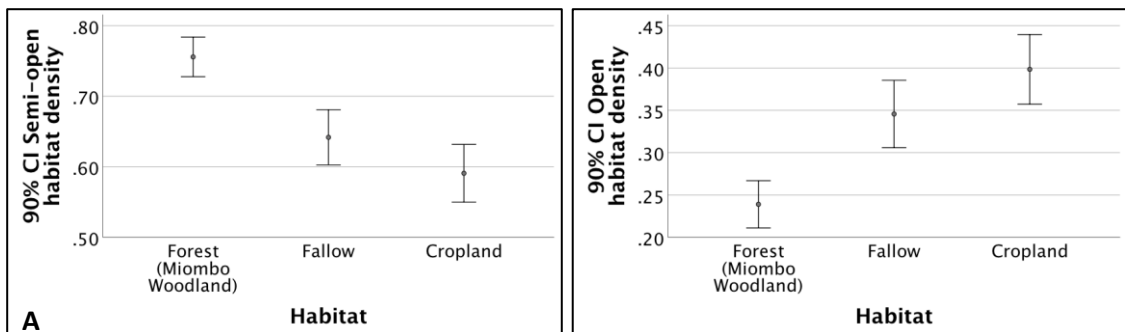 90% CI Semi-open
habitat density
.80
.70
.60
.50
Forest
(Miombo
Woodland)
Fallow
Cropland
Habitat
A
90% CI Open
habitat density
.45
.40
.35
.30
.25
.20
Forest
(Miombo
Woodland)
Fallow
Cropland
Habitat